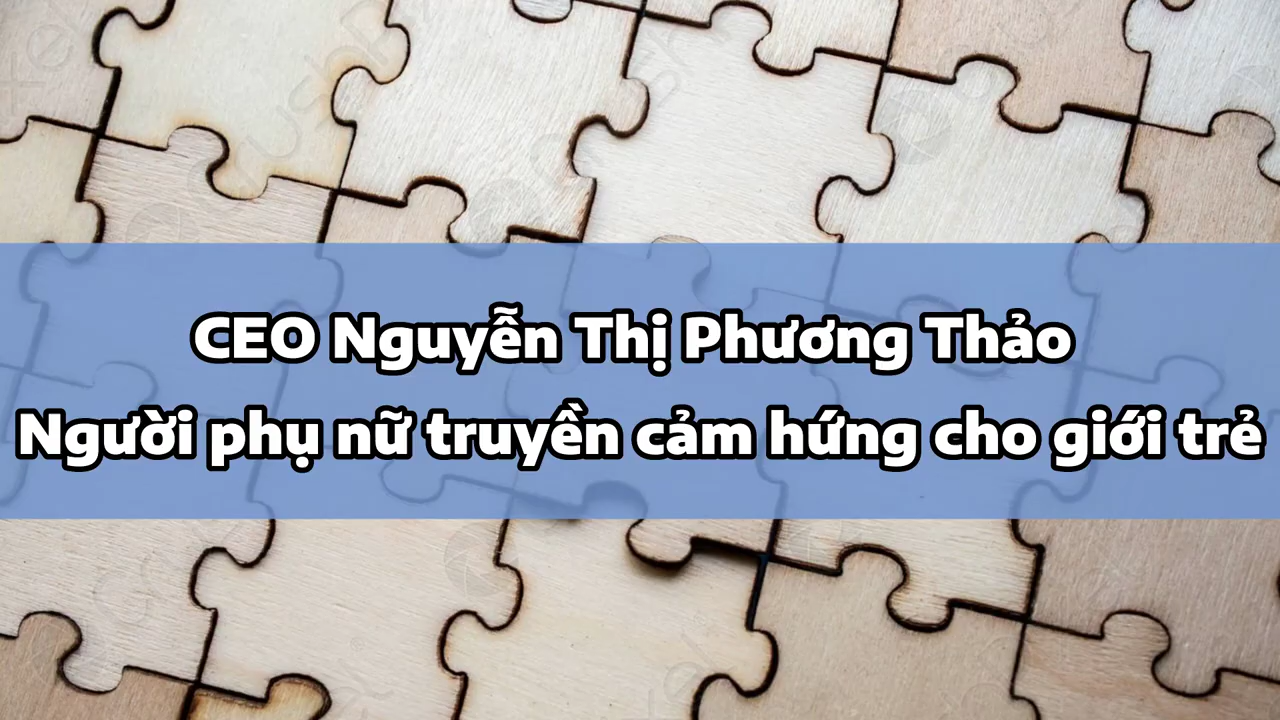 CEO Nguyễn Thị Phương Thảo
Người phụ nữ truyền cảm hứng cho giới trẻ